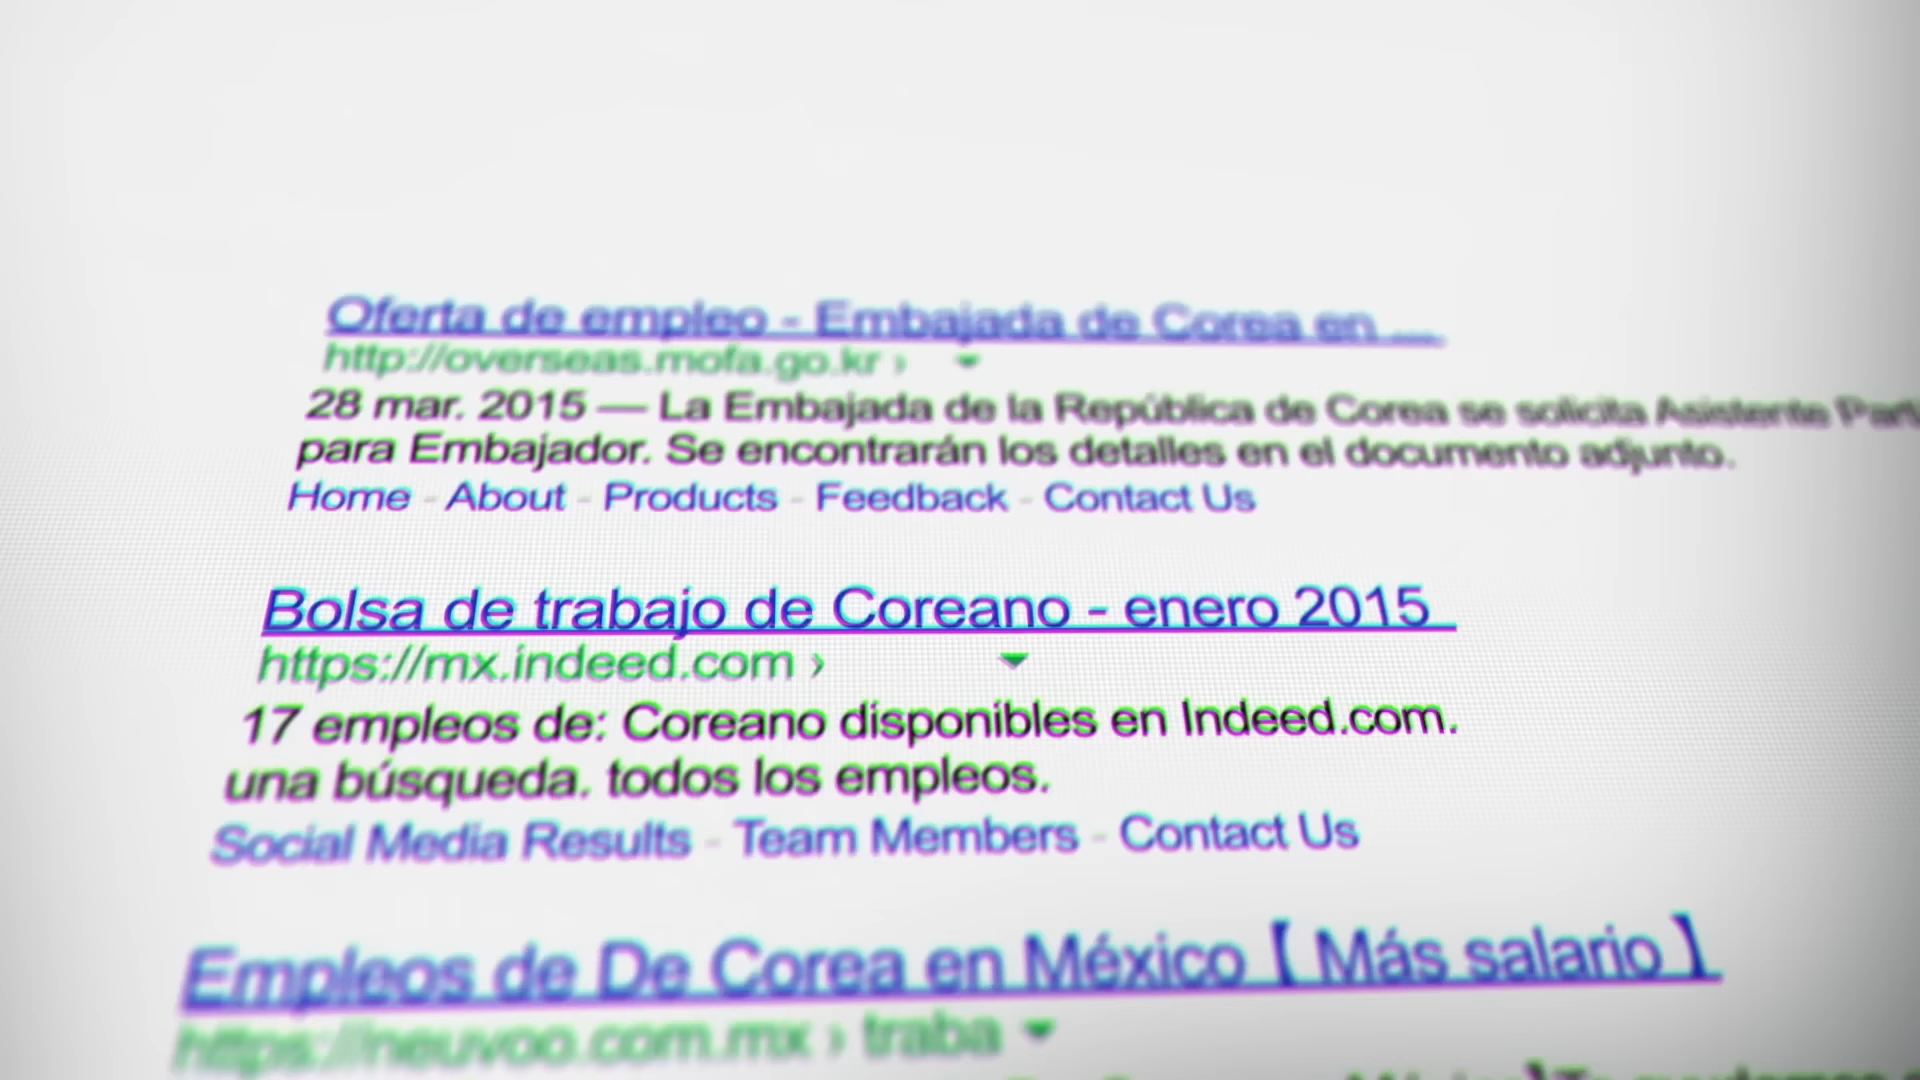 Oferta de empleo - Embajada de Corea en ...
http://overseas.mofa.go.kr ›
28 mar. 2015 — La Embajada de la República de Corea se solicita Asistente
para Embajador. Se encontrarán los detalles en el documento adjunto.
Home - About - Products - Feedback - Contact Us
Bolsa de trabajo de Coreano - enero 2015
https://mx.indeed.com ›
17 empleos de: Coreano disponibles en Indeed.com.
una búsqueda. todos los empleos.
Social Media Results - Team Members - Contact Us
Empleos de De Corea en México【 Más salario 】
https://neuvoo.com.mx › traba